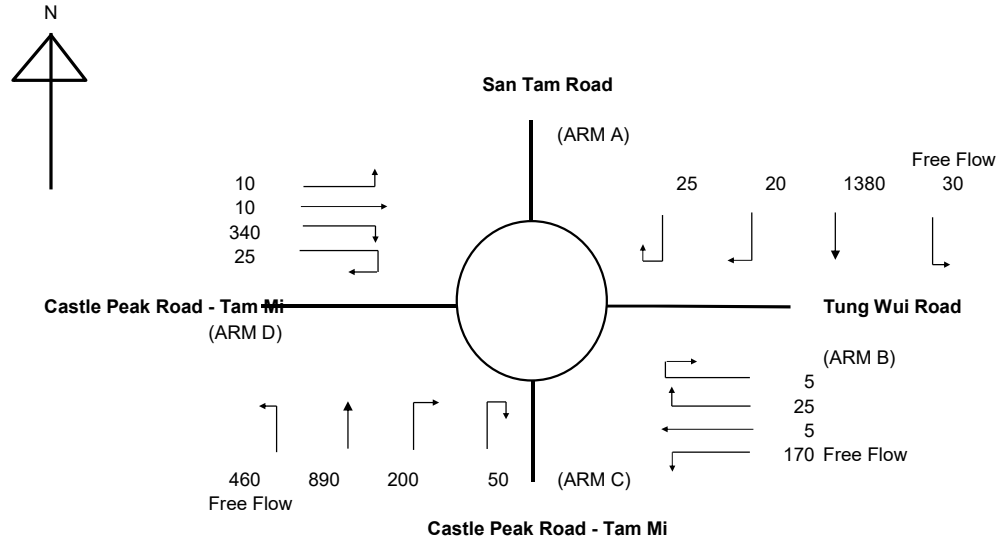 N
San Tam Road
(ARM A)
Free Flow
10
25 20 1380 30
10
340
25
Castle Peak Road - Tam Mi
Tung Wui Road
(ARM D)
(ARM B)
5
25
5
170 Free Flow
460 890 200 50 (ARM C)
Free Flow
Castle Peak Road - Tam Mi